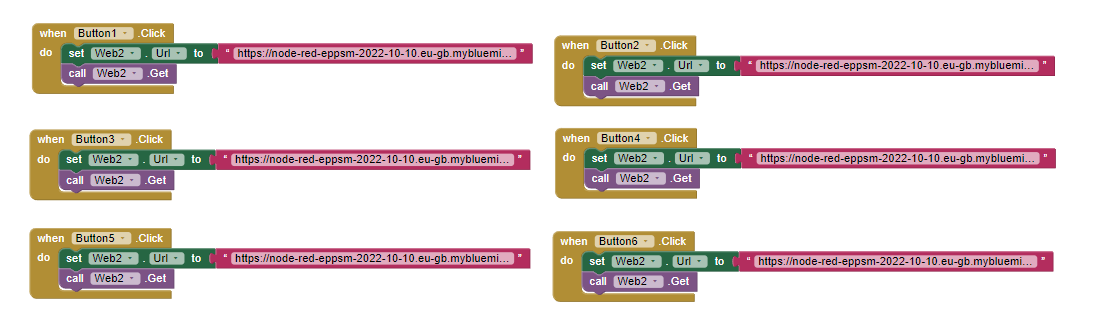 when Button1 .Click
do set Web2 . Url to “ https://node-red-eppsm-2022-10-10.eu-gb.mybluemi... ”
call Web2 .Get
when Button2 .Click
do set Web2 . Url to “ https://node-red-eppsm-2022-10-10.eu-gb.mybluemi... ”
call Web2 .Get
when Button3 .Click
do set Web2 . Url to “ https://node-red-eppsm-2022-10-10.eu-gb.mybluemi... ”
call Web2 .Get
when Button4 .Click
do set Web2 . Url to “ https://node-red-eppsm-2022-10-10.eu-gb.mybluemi... ”
call Web2 .Get
when Button5 .Click
do set Web2 . Url to “ https://node-red-eppsm-2022-10-10.eu-gb.mybluemi... ”
call Web2 .Get
when Button6 .Click
do set Web2 . Url to “ https://node-red-eppsm-2022-10-10.eu-gb.mybluemi... ”
call Web2 .Get